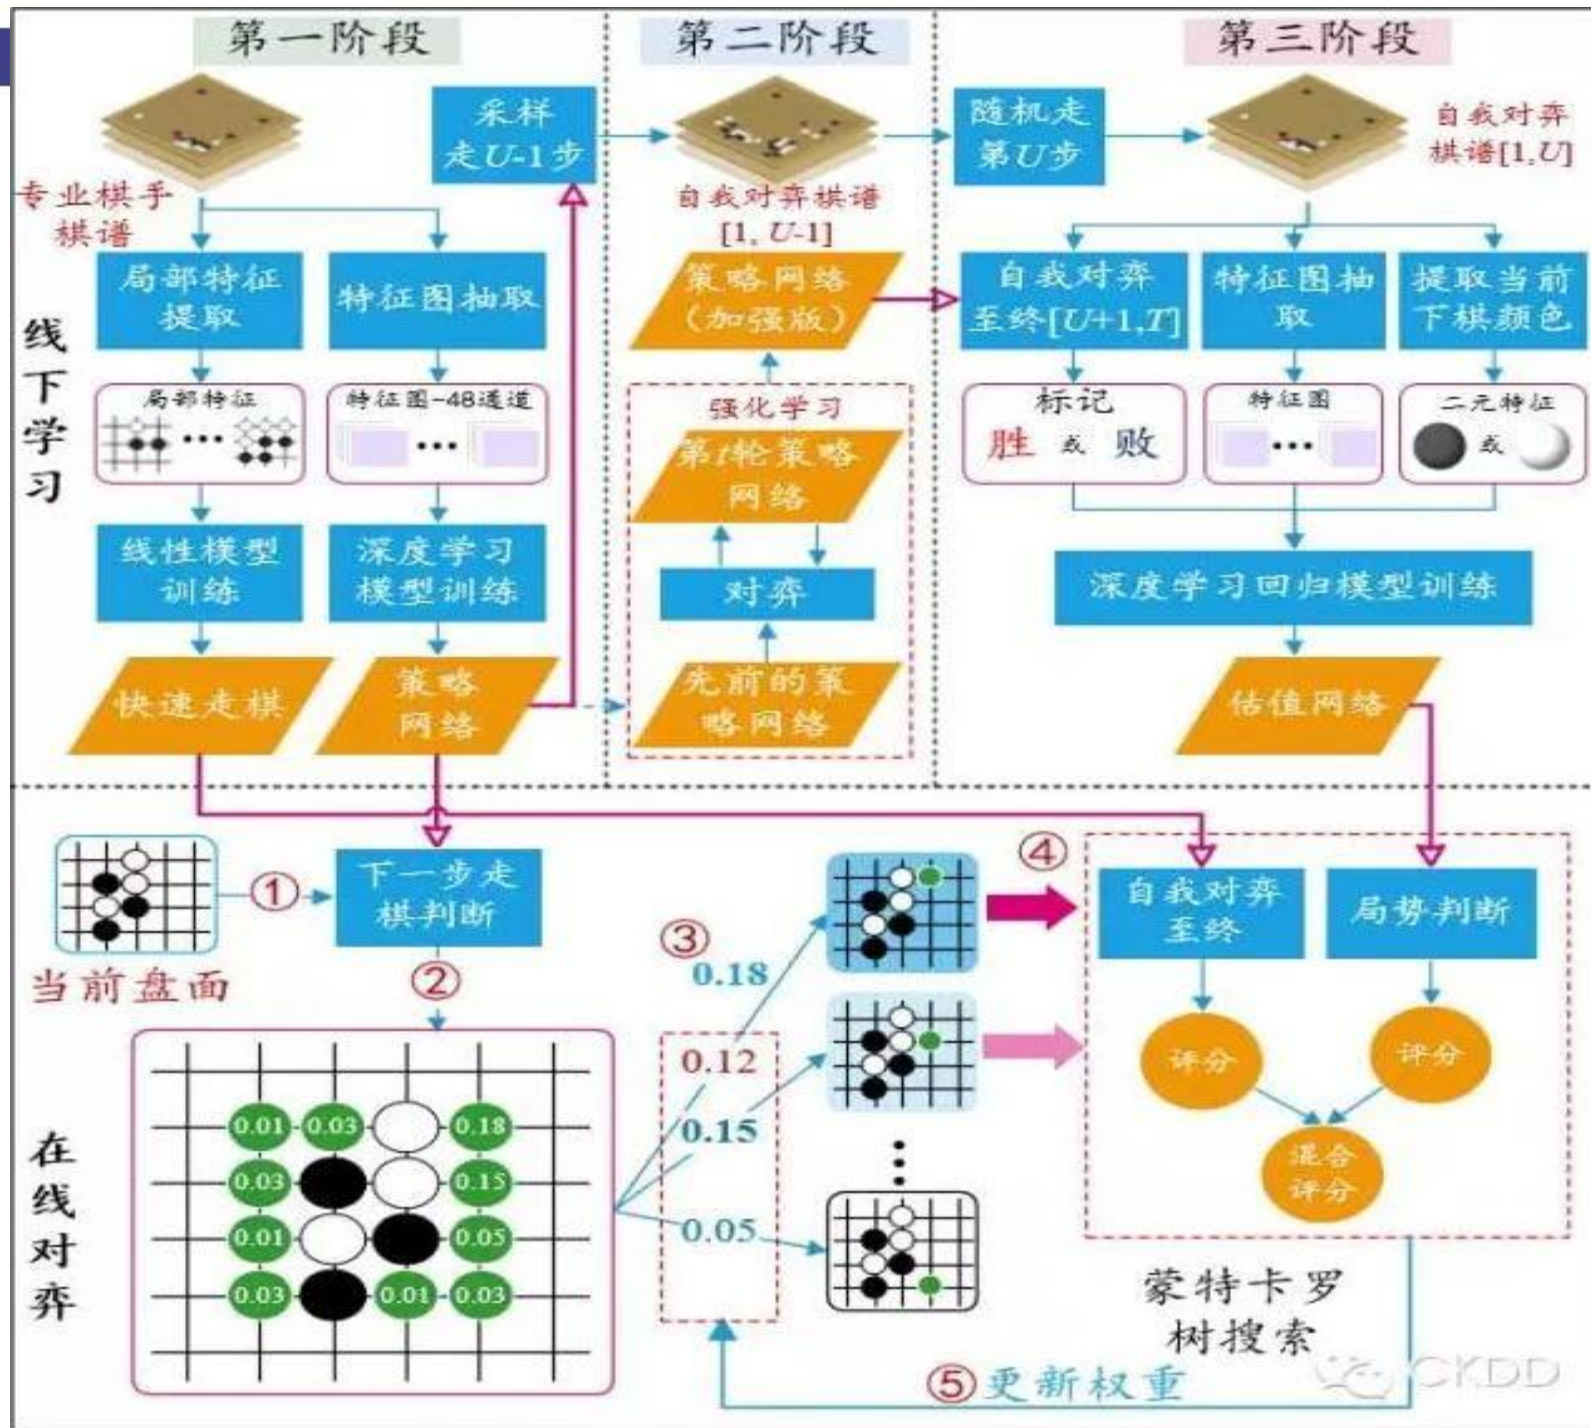 第一阶段
第二阶段
第三阶段
专业棋手
棋谱
采样
走U-1步
自我对弈棋谱
[1, U-1]
随机走
第U步
自我对弈
棋谱[1,U]
线下学习
局部特征
提取
特征图抽取
局部特征
特征图-48通道
线性模型
训练
深度学习
模型训练
快速走棋
策略
网络
策略网络
（加强版）
强化学习
第t轮策略
网络
对弈
先前的策
略网络
自我对弈
至终[U+1,T]
特征图抽
取
提取当前
下棋颜色
标记
胜 或 败
特征图
二元特征
或
深度学习回归模型训练
估值网络
在线对弈
当前盘面
①
下一步走
棋判断
②
0.01 0.03 0.18
0.03 0.15
0.01 0.05
0.03 0.01 0.03
③
0.18
0.12
0.15
0.05
④
自我对弈
至终
局势判断
评分
评分
混合
评分
蒙特卡罗
树搜索
⑤更新权重
CKDD